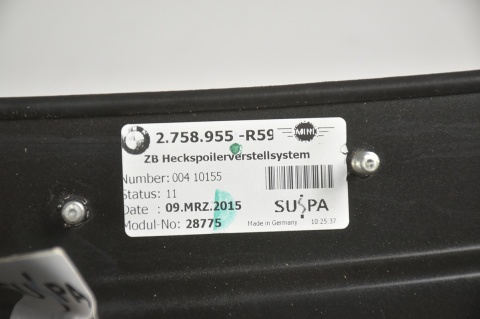 2.758.955 -R59 MINI
ZB Heckspoilerverstellsystem
Number: 004 10155
Status: 11
Date : 09.MRZ.2015
Modul-No: 28775
SUSPA
Made in Germany 10:25:37